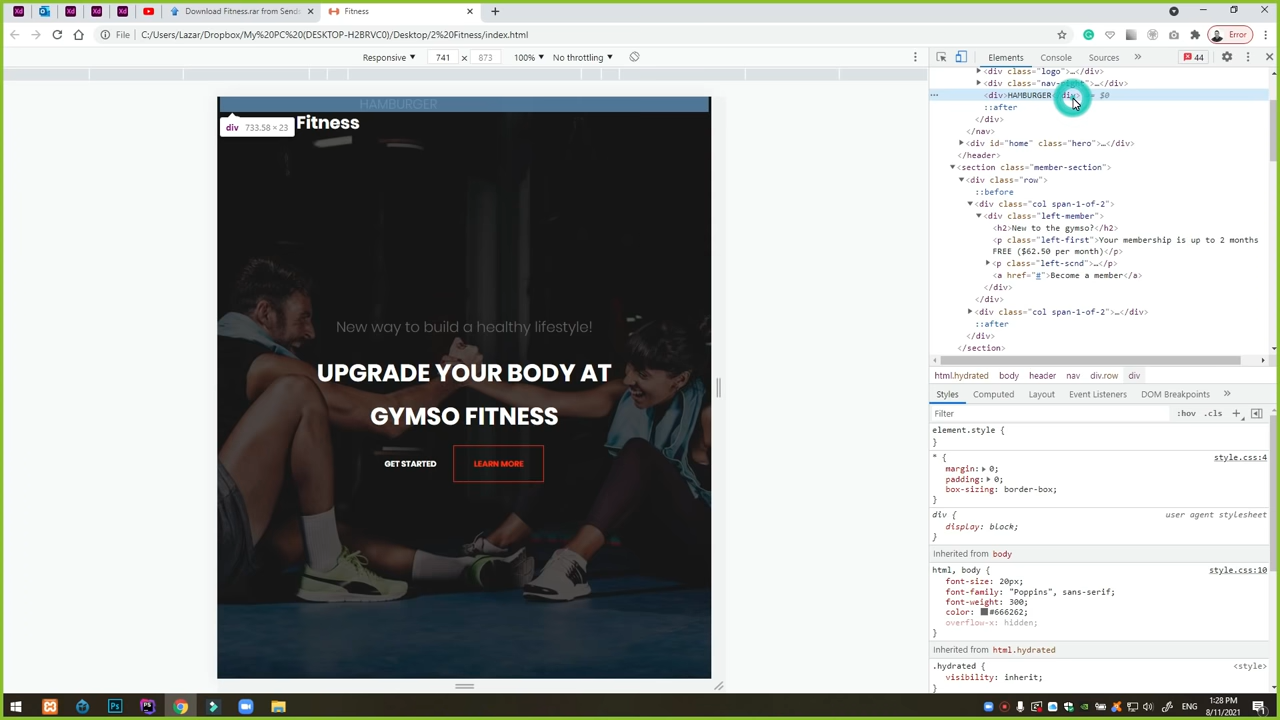 Download Fitness.rar from Send
Fitness
File
C:/Users/Lazar/Dropbox/My%20PC(DESKTOP-H2BRVC0)/Desktop/2%20Fitness/index.html
Error
Responsive
741
x
873
100%
No throttling
Elements
Console
Sources
»
44
<div class="logo">…</div>
<div class="nav-right">…</div>
<div>HAMBURGER</div> == $0
::after
</div>
</nav>
<div id="home" class="hero">…</div>
</header>
<section class="member-section">
<div class="row">
::before
<div class="col span-1-of-2">
<div class="left-member">
<h2>New to the gymso?</h2>
<p class="left-first">Your membership is up to 2 months
FREE ($62.50 per month)</p>
<p class="left-scnd">…</p>
<a href="#">Become a member</a>
</div>
</div>
<div class="col span-1-of-2">…</div>
::after
</div>
</section>
HAMBURGER
div 733.58 × 23
Fitness
New way to build a healthy lifestyle!
UPGRADE YOUR BODY AT
GYMSO FITNESS
GET STARTED
LEARN MORE
html.hydrated body header nav div.row div
Styles Computed Layout Event Listeners DOM Breakpoints »
Filter
:hov .cls +
element.style {
}
* {
style.css:4
margin: 0;
padding: 0;
box-sizing: border-box;
}
div {
user agent stylesheet
display: block;
}
Inherited from body
html, body {
style.css:10
font-size: 20px;
font-family: "Poppins", sans-serif;
font-weight: 300;
color: #666262;
overflow-x: hidden;
}
Inherited from html.hydrated
.hydrated {
<style>
visibility: inherit;
}
ENG
1:28 PM
8/11/2021